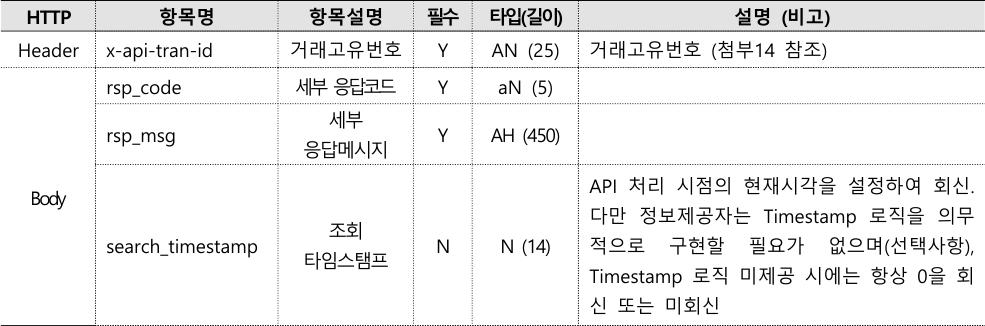 HTTP 항목명 항목설명 필수 타입(길이) 설명 (비고)
Header x-api-tran-id 거래고유번호 Y AN (25) 거래고유번호 (첨부14 참조)
Body
rsp_code 세부 응답코드 Y aN (5)
rsp_msg 세부
응답메시지 Y AH (450)
search_timestamp 조회
타임스탬프 N N (14)
API 처리 시점의 현재시각을 설정하여 회신.
다만 정보제공자는 Timestamp 로직을 의무
적으로 구현할 필요가 없으며(선택사항),
Timestamp 로직 미제공 시에는 항상 0을 회
신 또는 미회신